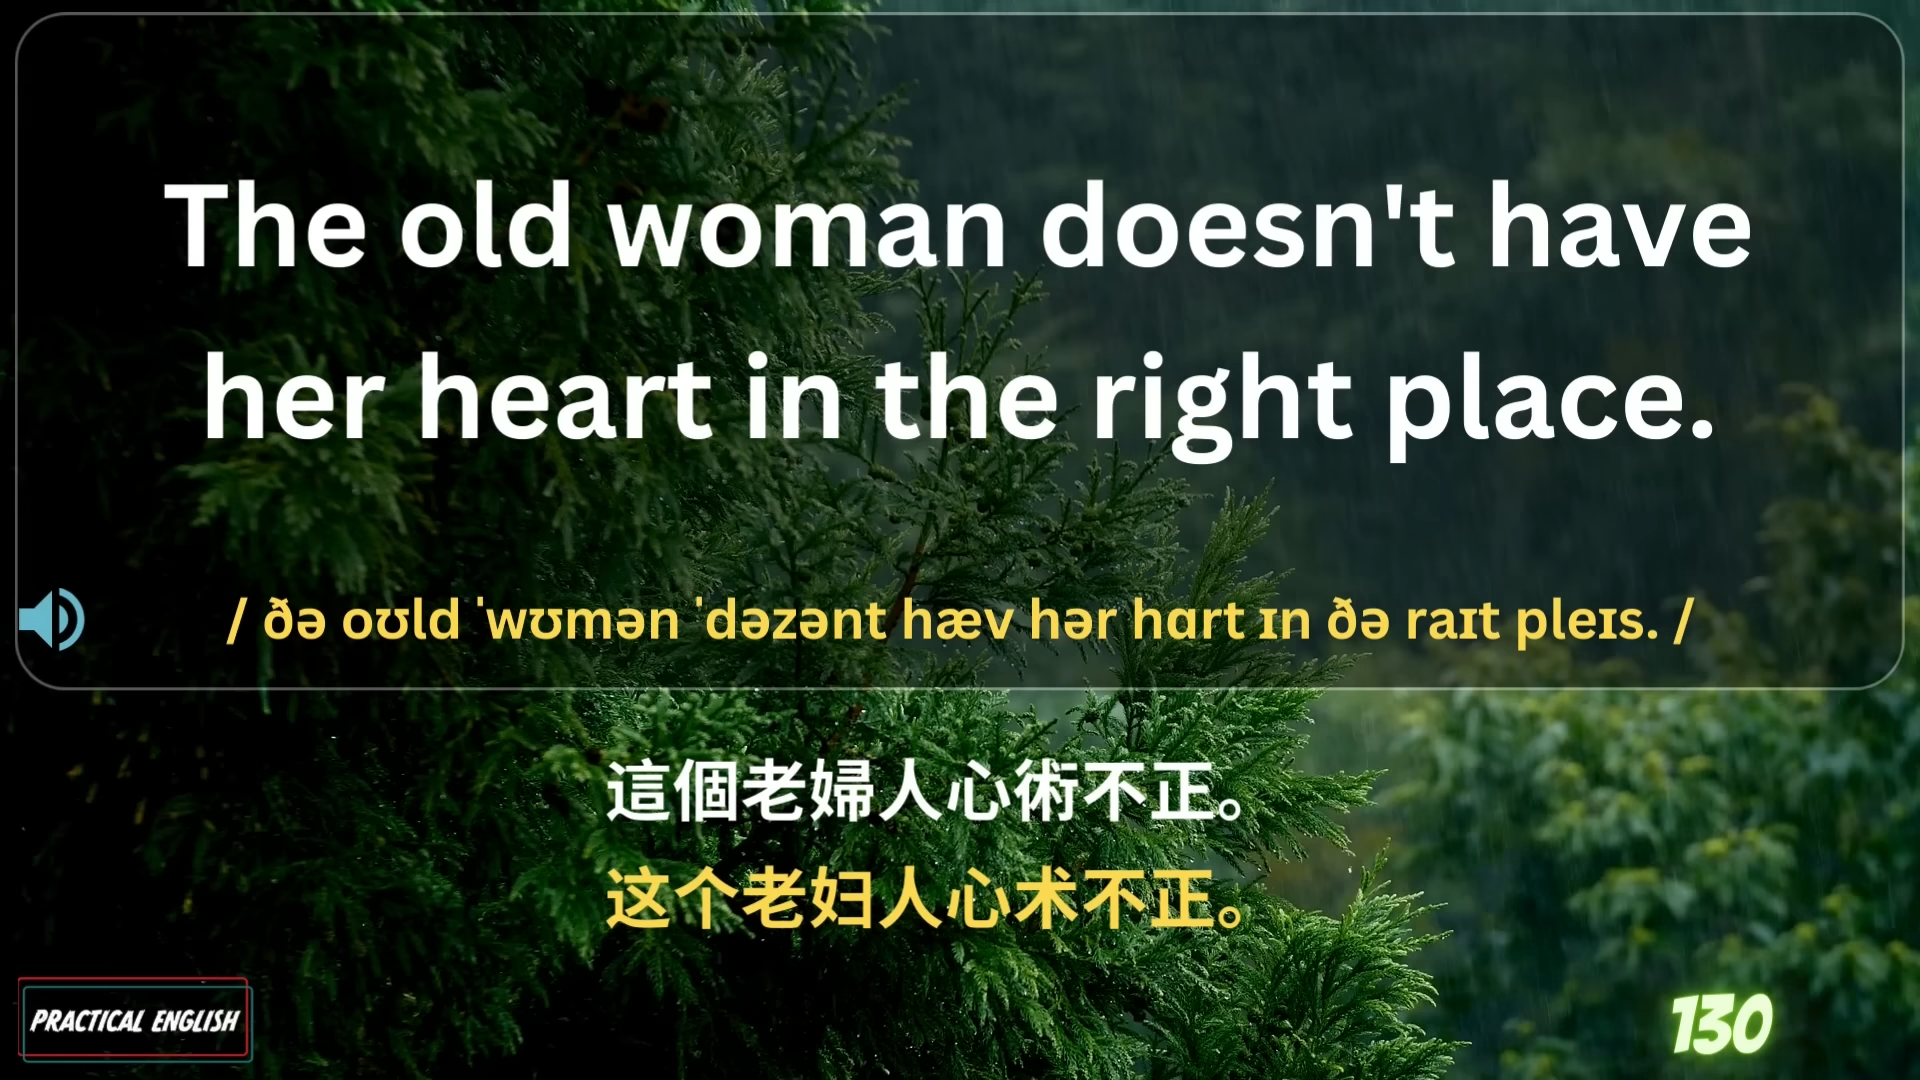 The old woman doesn't have
her heart in the right place.
/ ðə oʊld ˈwʊmən ˈdəzənt hæv hər hɑrt ɪn ðə raɪt pleɪs. /
這個老婦人心術不正。
这个老妇人心术不正。
PRACTICAL ENGLISH
130